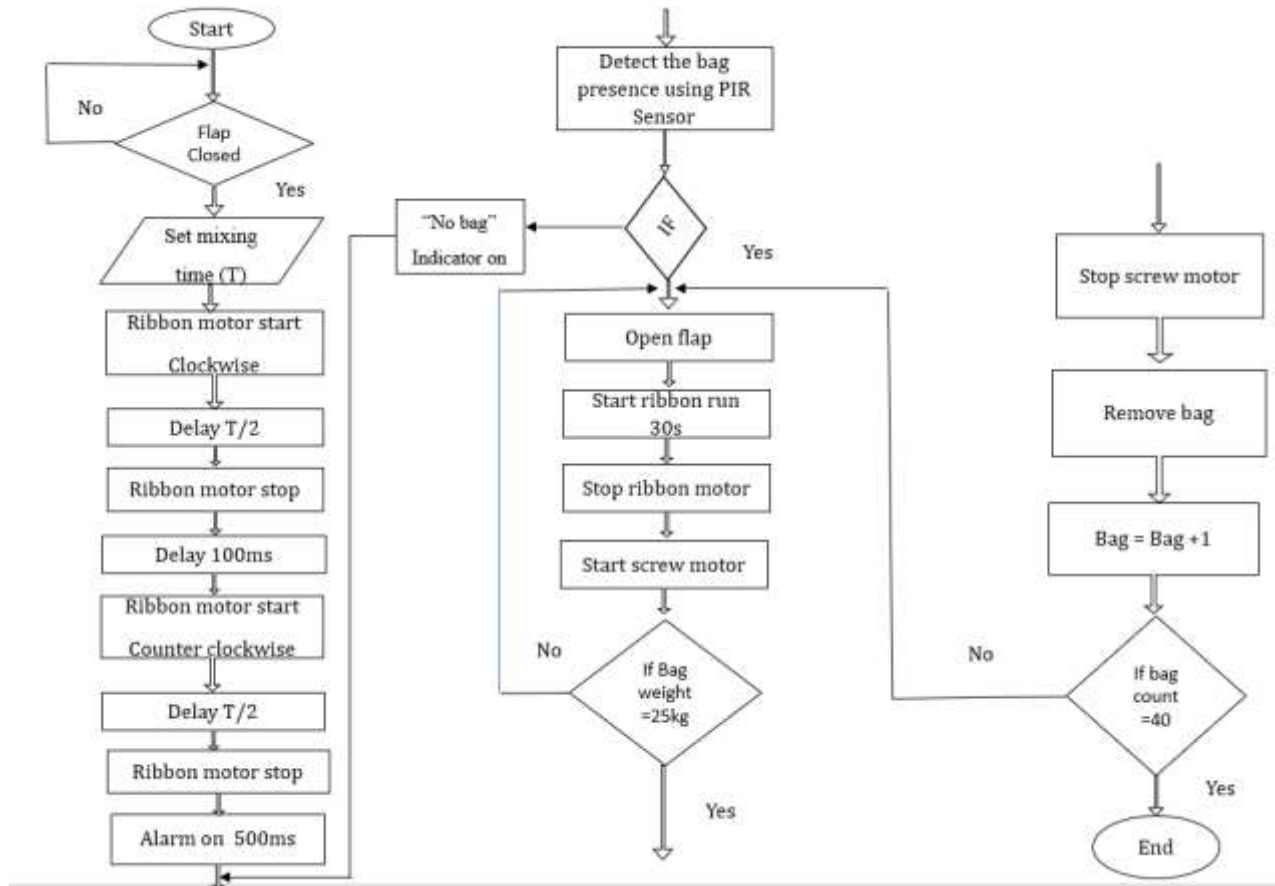 Start
No
Flap
Closed
Yes
Set mixing
time (T)
Ribbon motor start
Clockwise
Delay T/2
Ribbon motor stop
Delay 100ms
Ribbon motor start
Counter clockwise
Delay T/2
Ribbon motor stop
Alarm on 500ms
Detect the bag
presence using PIR
Sensor
IF
"No bag"
Indicator on
Yes
Open flap
Start ribbon run
30s
Stop ribbon motor
Start screw motor
No
If Bag
weight
=25kg
Yes
Stop screw motor
Remove bag
Bag = Bag +1
No
If bag
count
=40
Yes
End